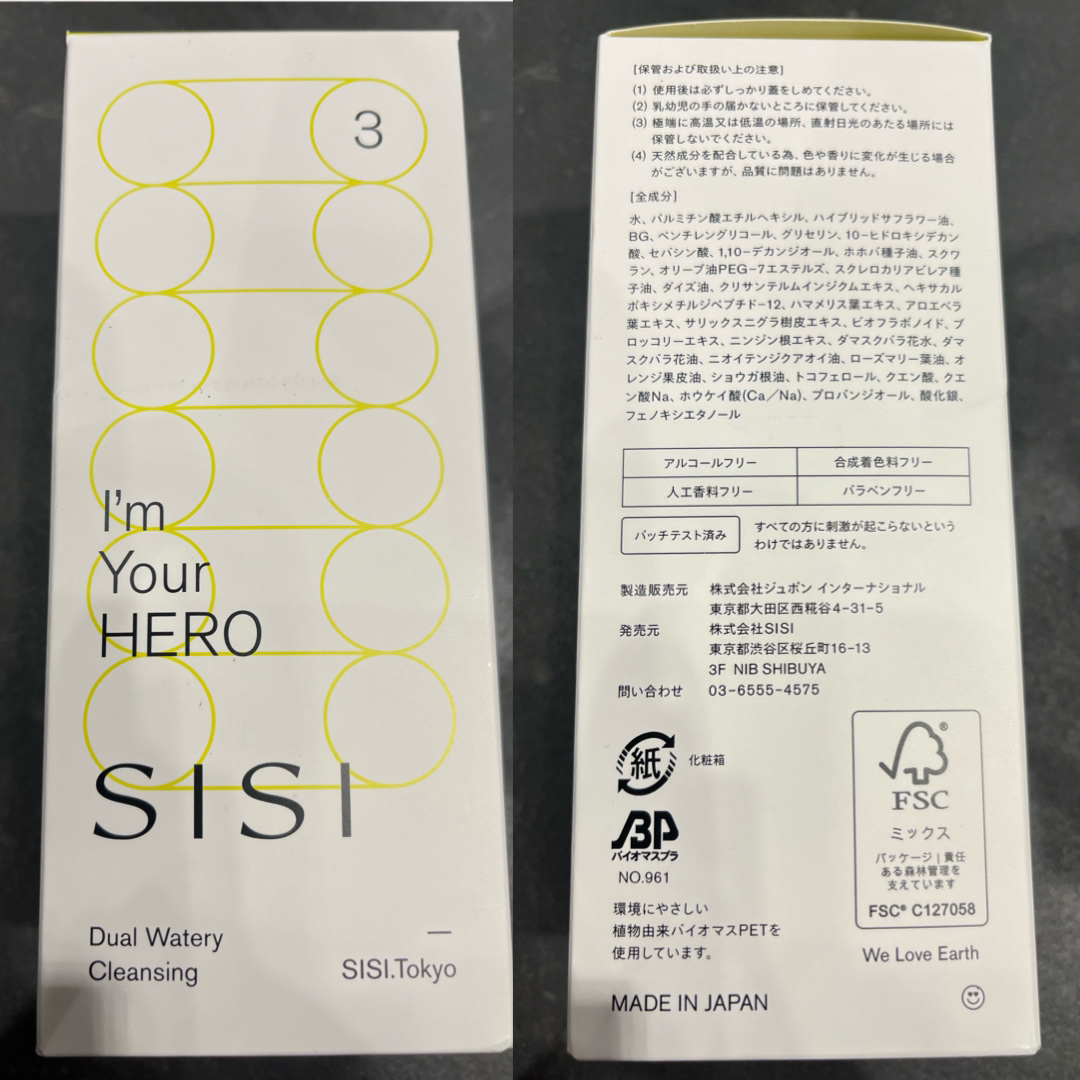 3
I'm
Your
HERO
SISI
Dual Watery
Cleansing
SISI.Tokyo
[保管および取扱い上の注意]
(1) 使用後は必ずしっかり蓋をしめてください。
(2) 乳幼児の手の届かないところに保管してください。
(3) 極端に高温又は低温の場所、直射日光のあたる場所には
保管しないでください。
(4) 天然成分を配合している為、色や香りに変化が生じる場合
がございますが、品質に問題はありません。
[全成分]
水、パルミチン酸エチルヘキシル、ハイブリッドサフラワー油、
BG、ペンチレングリコール、グリセリン、10-ヒドロキシデカン
酸、セバシン酸、1,10-デカンジオール、ホホバ種子油、スクワ
ラン、オリーブ油PEG-7エステルズ、スクレロカリアビレア種
子油、ダイズ油、クリサンテルムインジクムエキス、ヘキサカル
ボキシメチルジペプチド-12、ハマメリス葉エキス、アロエベラ
葉エキス、サリックスニグラ樹皮エキス、ビオフラボノイド、ブ
ロッコリーエキス、ニンジン根エキス、ダマスクバラ花水、ダマ
スクバラ花油、ニオイテンジクアオイ油、ローズマリー葉油、オ
レンジ果皮油、ショウガ根油、トコフェロール、クエン酸、クエ
ン酸Na、ホウケイ酸(Ca/Na)、プロパンジオール、酸化銀、
フェノキシエタノール
アルコールフリー
合成着色料フリー
人工香料フリー
パラベンフリー
パッチテスト済み
すべての方に刺激が起こらないという
わけではありません。
製造販売元 株式会社ジュポン インターナショナル
東京都大田区西糀谷4-31-5
発売元 株式会社SISI
東京都渋谷区桜丘町16-13
3F NIB SHIBUYA
問い合わせ 03-6555-4575
紙
化粧箱
BP
バイオマスプラ
NO.961
環境にやさしい
植物由来バイオマスPETを
使用しています。
MADE IN JAPAN
®
FSC
ミックス
パッケージ | 責任
ある森林管理を
支えています
FSC® C127058
We Love Earth